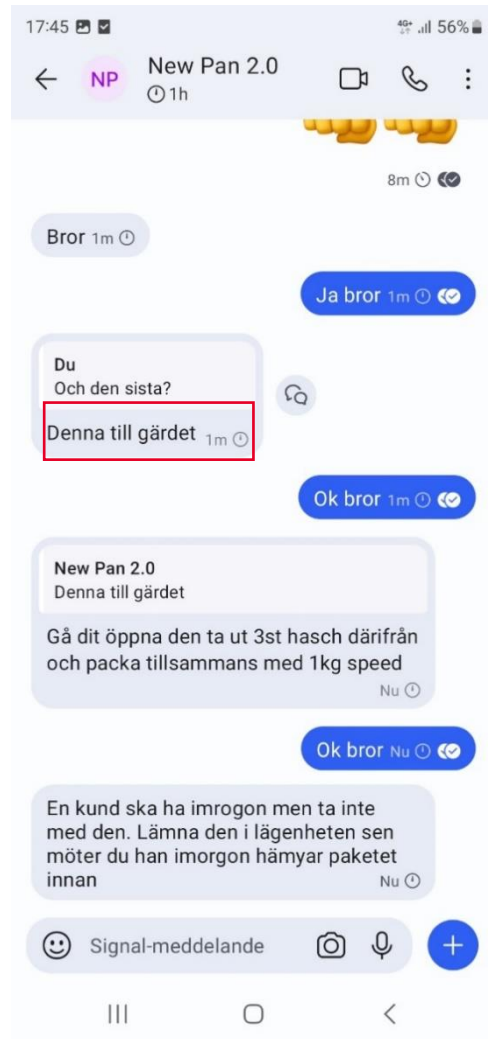 17:45
4G+ 56%
NP
New Pan 2.0
1h
8m
Bror 1m
Ja bror 1m
Du
Och den sista?
Denna till gärdet 1m
Ok bror 1m
New Pan 2.0
Denna till gärdet
Gå dit öppna den ta ut 3st hasch därifrån
och packa tillsammans med 1kg speed
Nu
Ok bror Nu
En kund ska ha imrogon men ta inte
med den. Lämna den i lägenheten sen
möter du han imorgon hämyar paketet
innan
Nu
Signal-meddelande